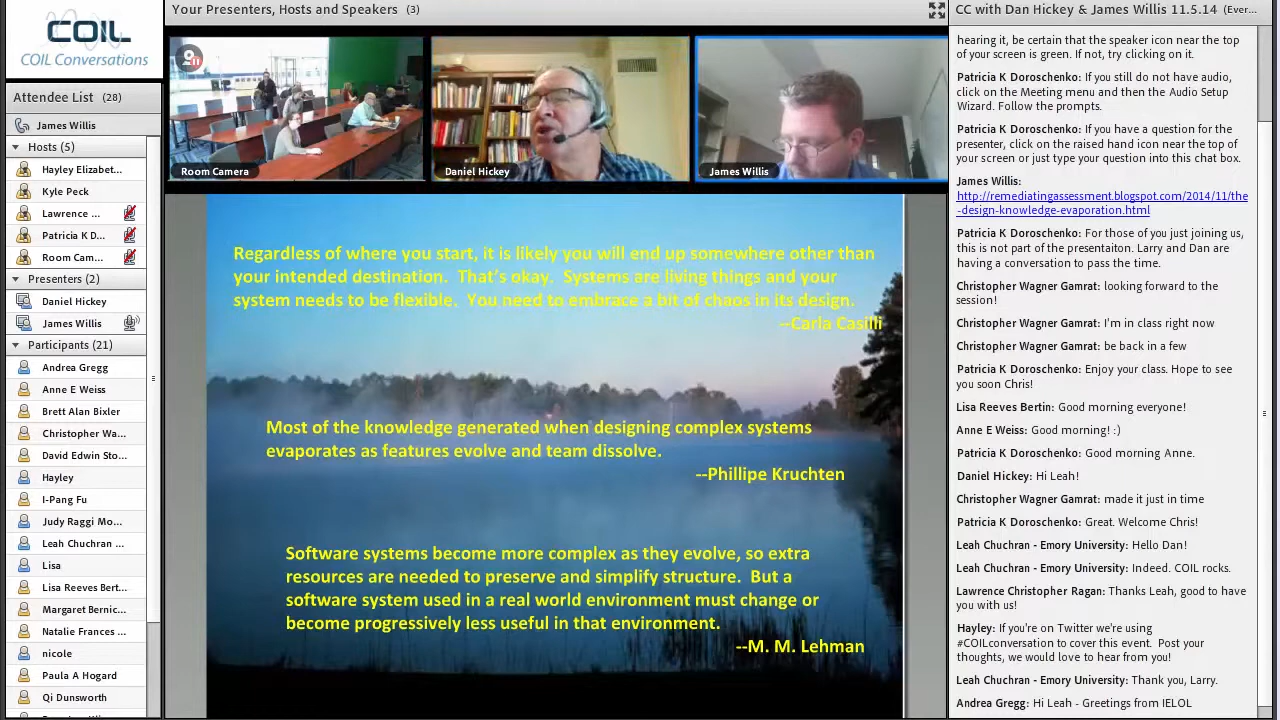 COIL
COIL Conversations
Attendee List (28)
James Willis
Hosts (5)
Hayley Elizabet...
Kyle Peck
Lawrence ...
Patricia K D...
Room Cam...
Presenters (2)
Daniel Hickey
James Willis
Participants (21)
Andrea Gregg
Anne E Weiss
Brett Alan Bixler
Christopher Wa...
David Edwin Sto...
Hayley
I-Pang Fu
Judy Raggi Mo...
Leah Chuchran ...
Lisa
Lisa Reeves Bert...
Margaret Bernic...
Natalie Frances ...
nicole
Paula A Hogard
Qi Dunsworth
Your Presenters, Hosts and Speakers (3)
Room Camera
Daniel Hickey
James Willis
Regardless of where you start, it is likely you will end up somewhere other than
your intended destination. That's okay. Systems are living things and your
system needs to be flexible. You need to embrace a bit of chaos in its design.
--Carla Casilli
Most of the knowledge generated when designing complex systems
evaporates as features evolve and team dissolve.
--Phillipe Kruchten
Software systems become more complex as they evolve, so extra
resources are needed to preserve and simplify structure. But a
software system used in a real world environment must change or
become progressively less useful in that environment.
--M. M. Lehman
CC with Dan Hickey & James Willis 11.5.14 (Ever...
hearing it, be certain that the speaker icon near the top
of your screen is green. If not, try clicking on it.
Patricia K Doroschenko: If you still do not have audio,
click on the Meeting menu and then the Audio Setup
Wizard. Follow the prompts.
Patricia K Doroschenko: If you have a question for the
presenter, click on the raised hand icon near the top of
your screen or just type your question in the chat box.
James Willis:
http://remediatingassessment.blogspot.com/2014/11/the
-design-knowledge-evaporation.html
Patricia K Doroschenko: For those of you just joining us,
this is not part of the presentation. Larry and Dan are
having a conversation to pass the time.
Christopher Wagner Gamrat: looking forward to the
session!
Christopher Wagner Gamrat: I'm in class right now
Christopher Wagner Gamrat: be back in a few
Patricia K Doroschenko: Enjoy your class. Hope to see
you soon Chris!
Lisa Reeves Bertin: Good morning everyone!
Anne E Weiss: Good morning! :)
Patricia K Doroschenko: Good morning Anne.
Daniel Hickey: Hi Leah!
Christopher Wagner Gamrat: made it just in time
Patricia K Doroschenko: Great. Welcome Chris!
Leah Chuchran - Emory University: Hello Dan!
Leah Chuchran - Emory University: Indeed. COIL rocks.
Lawrence Christopher Ragan: Thanks Leah, good to have
you with us!
Hayley: If you're on Twitter we're using
#COILconversation to cover this event. Post your
thoughts, we would love to hear from you!
Leah Chuchran - Emory University: Thank you, Larry.
Andrea Gregg: Hi Leah - Greetings from IELOL